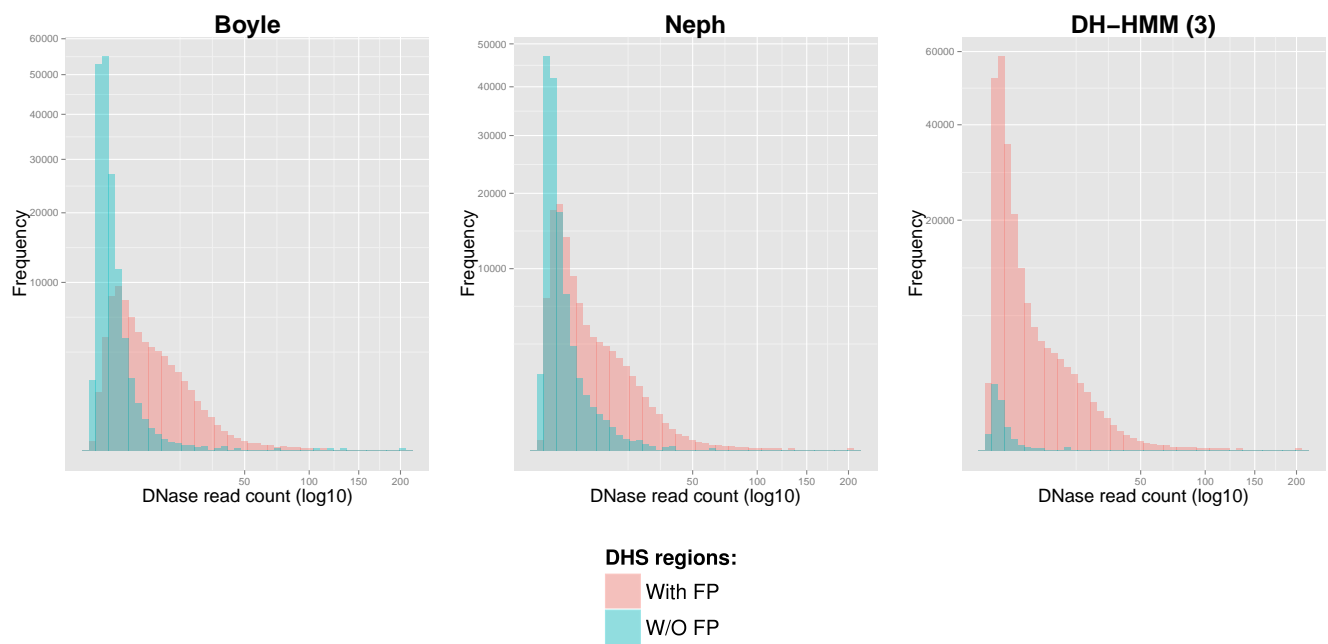 Boyle
Neph
DH−HMM (3)
60000
50000
40000
30000
20000
10000
Frequency
50
100
150
200
DNase read count (log10)
50000
40000
30000
20000
10000
Frequency
50
100
150
200
DNase read count (log10)
60000
40000
20000
Frequency
50
100
150
200
DNase read count (log10)
DHS regions:
With FP
W/O FP